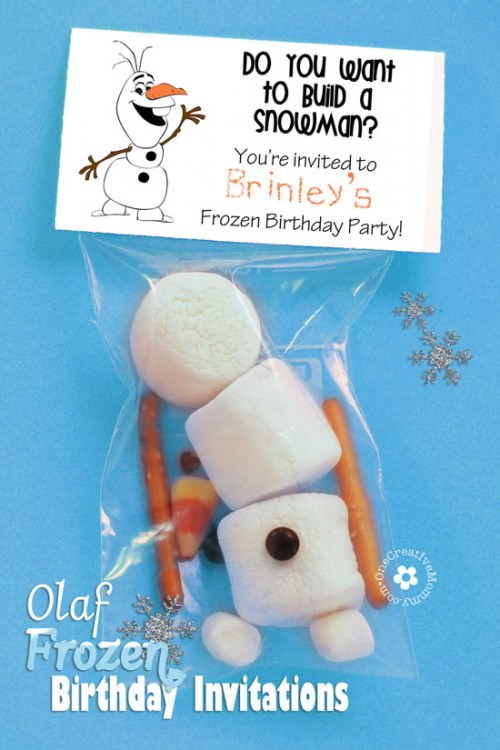 DO YOU WANT
TO BUILD A
SNOWMAN?
You're invited to
Brinley's
Frozen Birthday Party!
OneCreativeMommy.com
Olaf
Frozen
Birthday Invitations